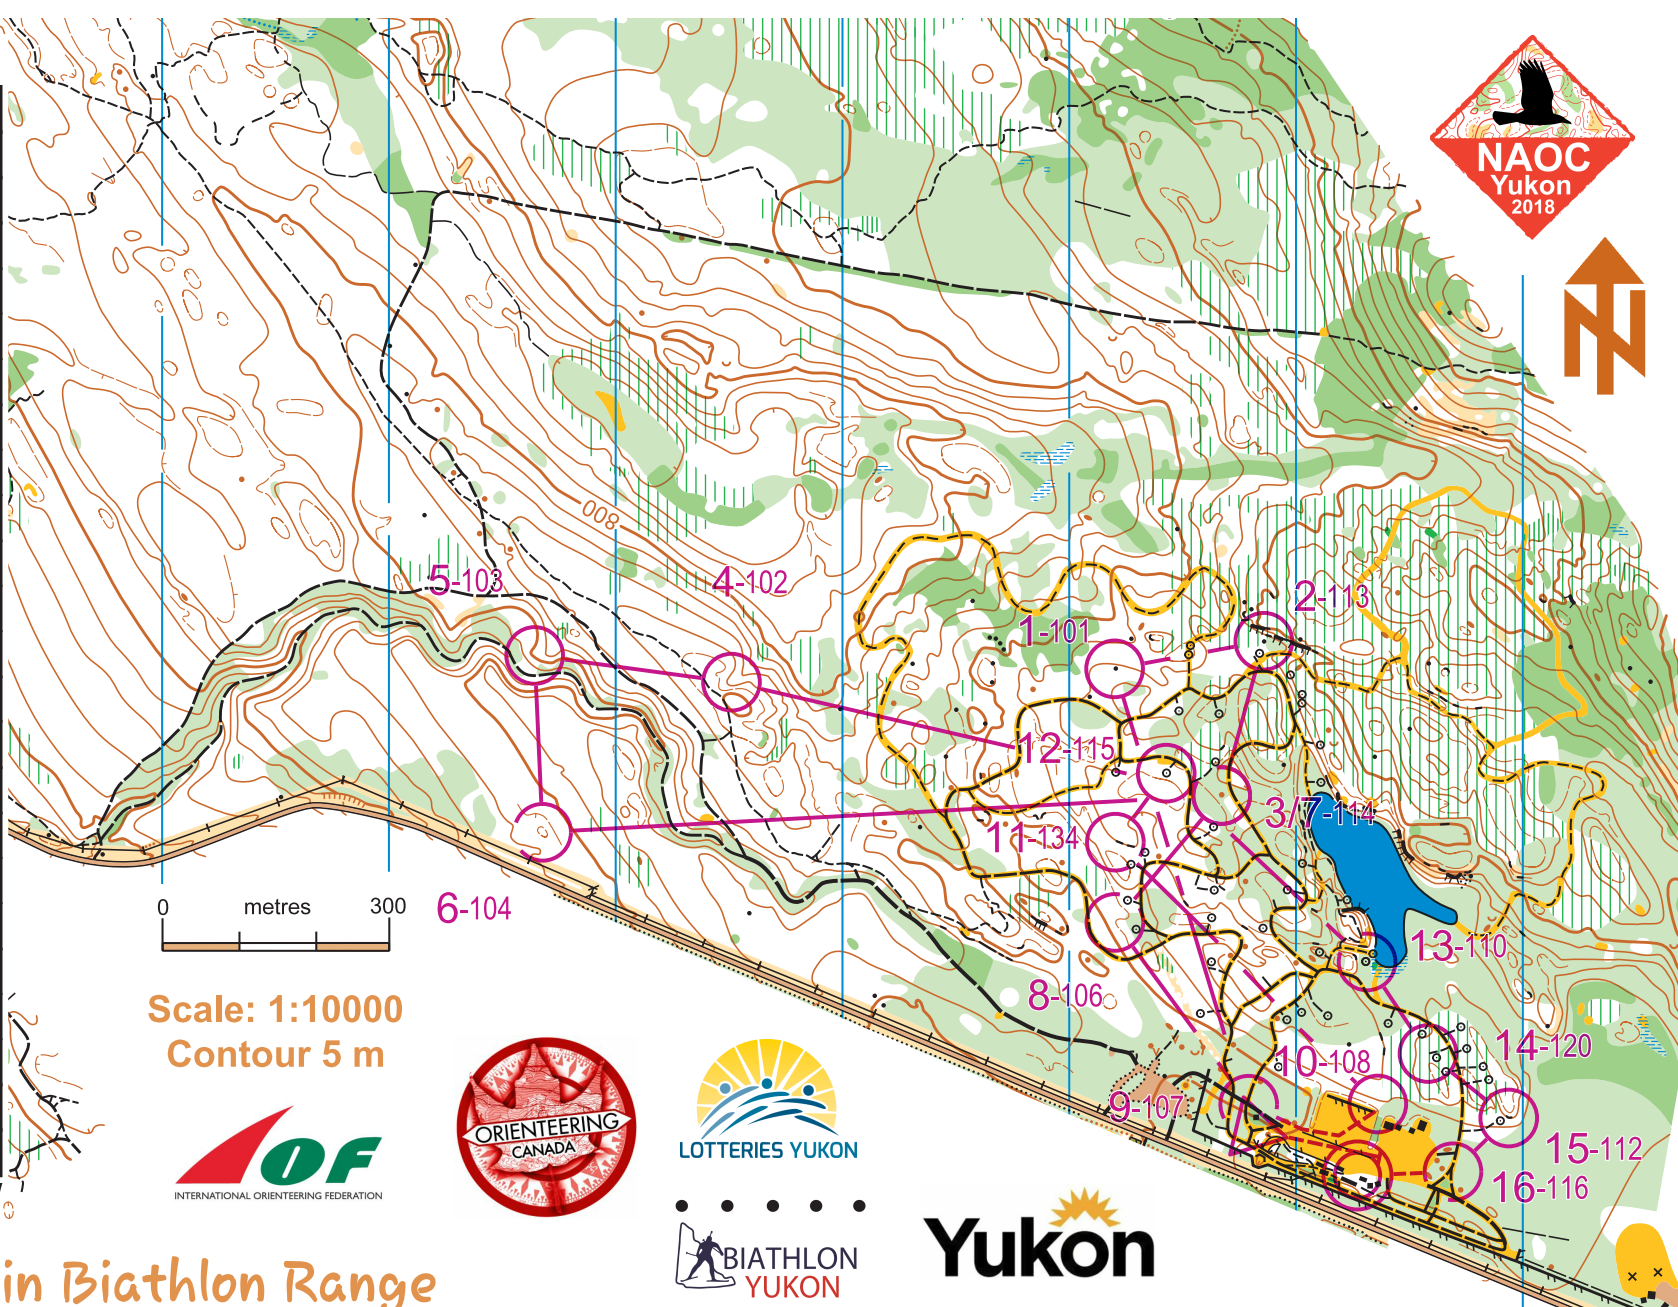 NAOC
Yukon
2018
N
800
5-103
4-102
2-113
1-101
12-115
3/7-114
11-134
6-104
13-110
8-106
14-120
10-108
9-107
15-112
16-116
0 metres 300
Scale: 1:10000
Contour 5 m
IOF
INTERNATIONAL ORIENTEERING FEDERATION
ORIENTEERING
CANADA
LOTTERIES YUKON
BIATHLON
YUKON
Yukon
in Biathlon Range